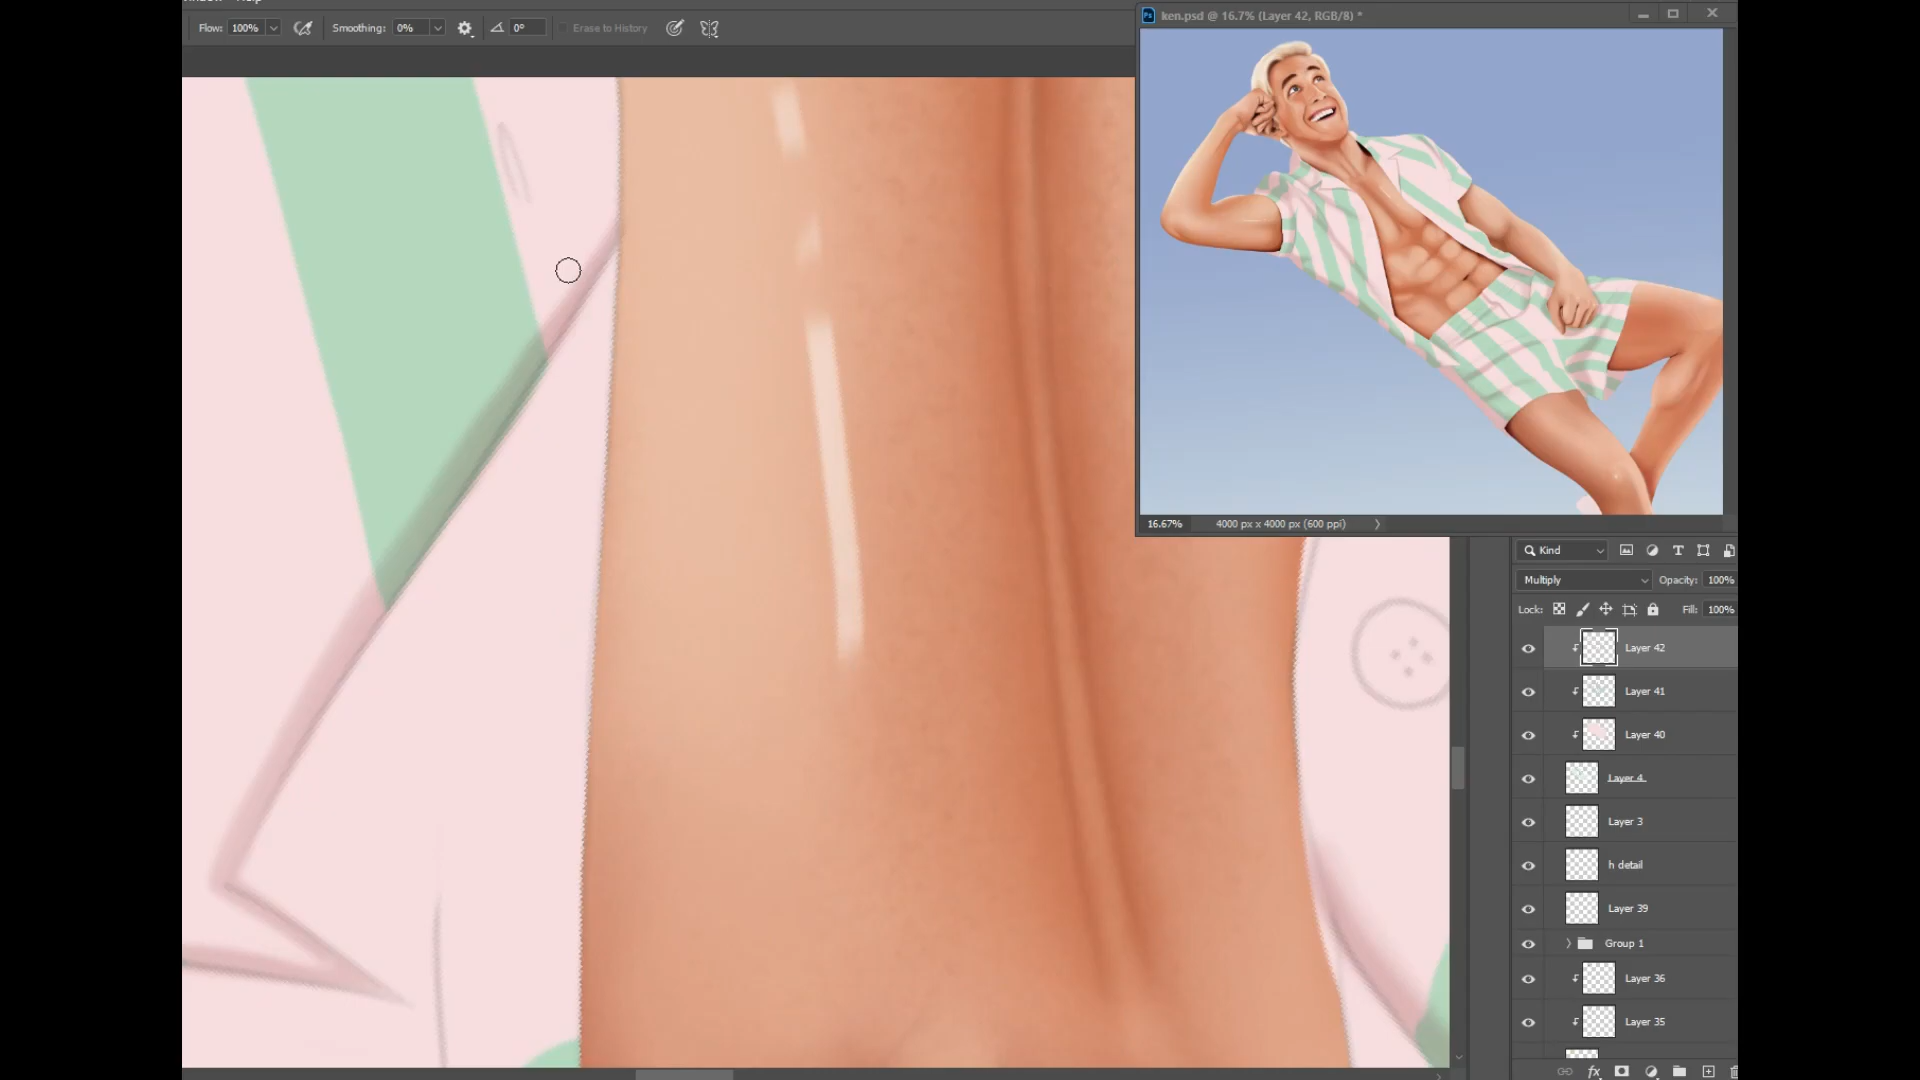 Flow: 100%
Smoothing: 0%
0°
Erase to History
ken.psd @ 16.7% (Layer 42, RGB/8) *
16.67%
4000 px x 4000 px (600 ppi)
Kind
Multiply
Opacity: 100%
Lock:
Fill: 100%
Layer 42
Layer 41
Layer 40
Layer 4
Layer 3
h detail
Layer 39
Group 1
Layer 36
Layer 35
fx